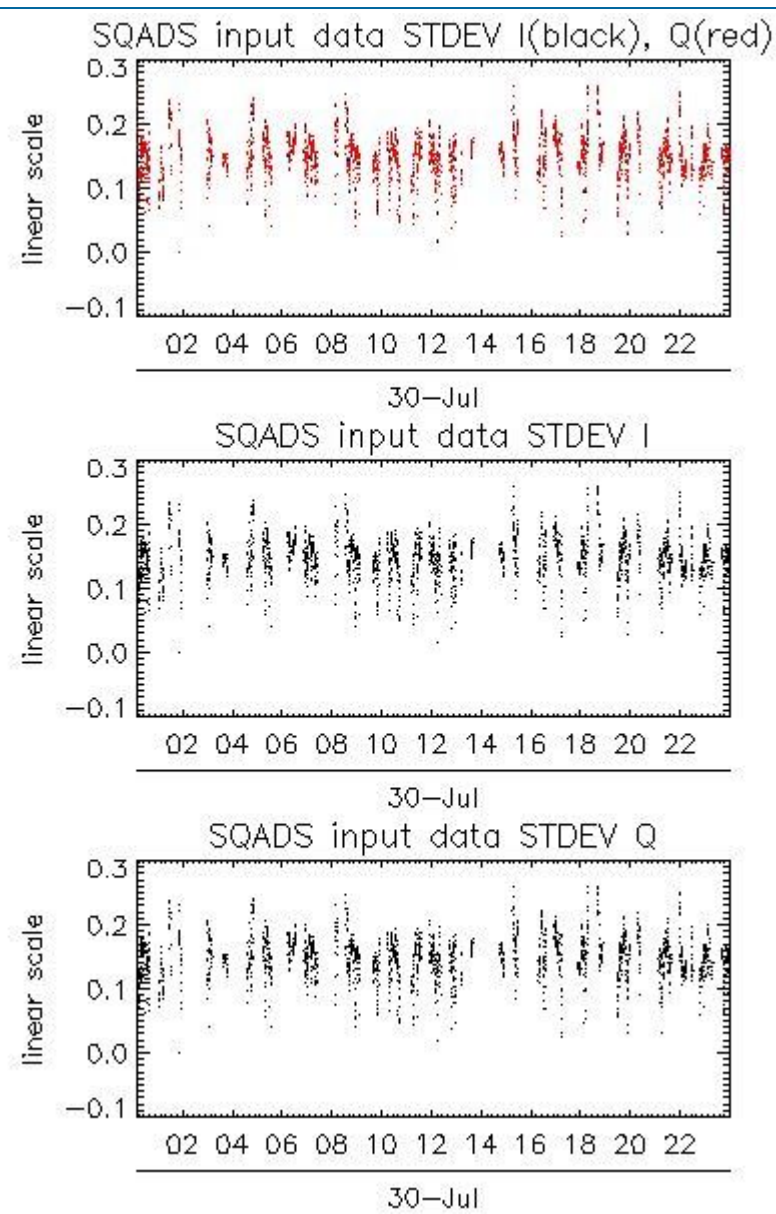 SQADS input data STDEV I(black), Q(red)
0.3
0.2
0.1
0.0
−0.1
linear scale
02 04 06 08 10 12 14 16 18 20 22
30−Jul
SQADS input data STDEV I
0.3
0.2
0.1
0.0
−0.1
linear scale
02 04 06 08 10 12 14 16 18 20 22
30−Jul
SQADS input data STDEV Q
0.3
0.2
0.1
0.0
−0.1
linear scale
02 04 06 08 10 12 14 16 18 20 22
30−Jul